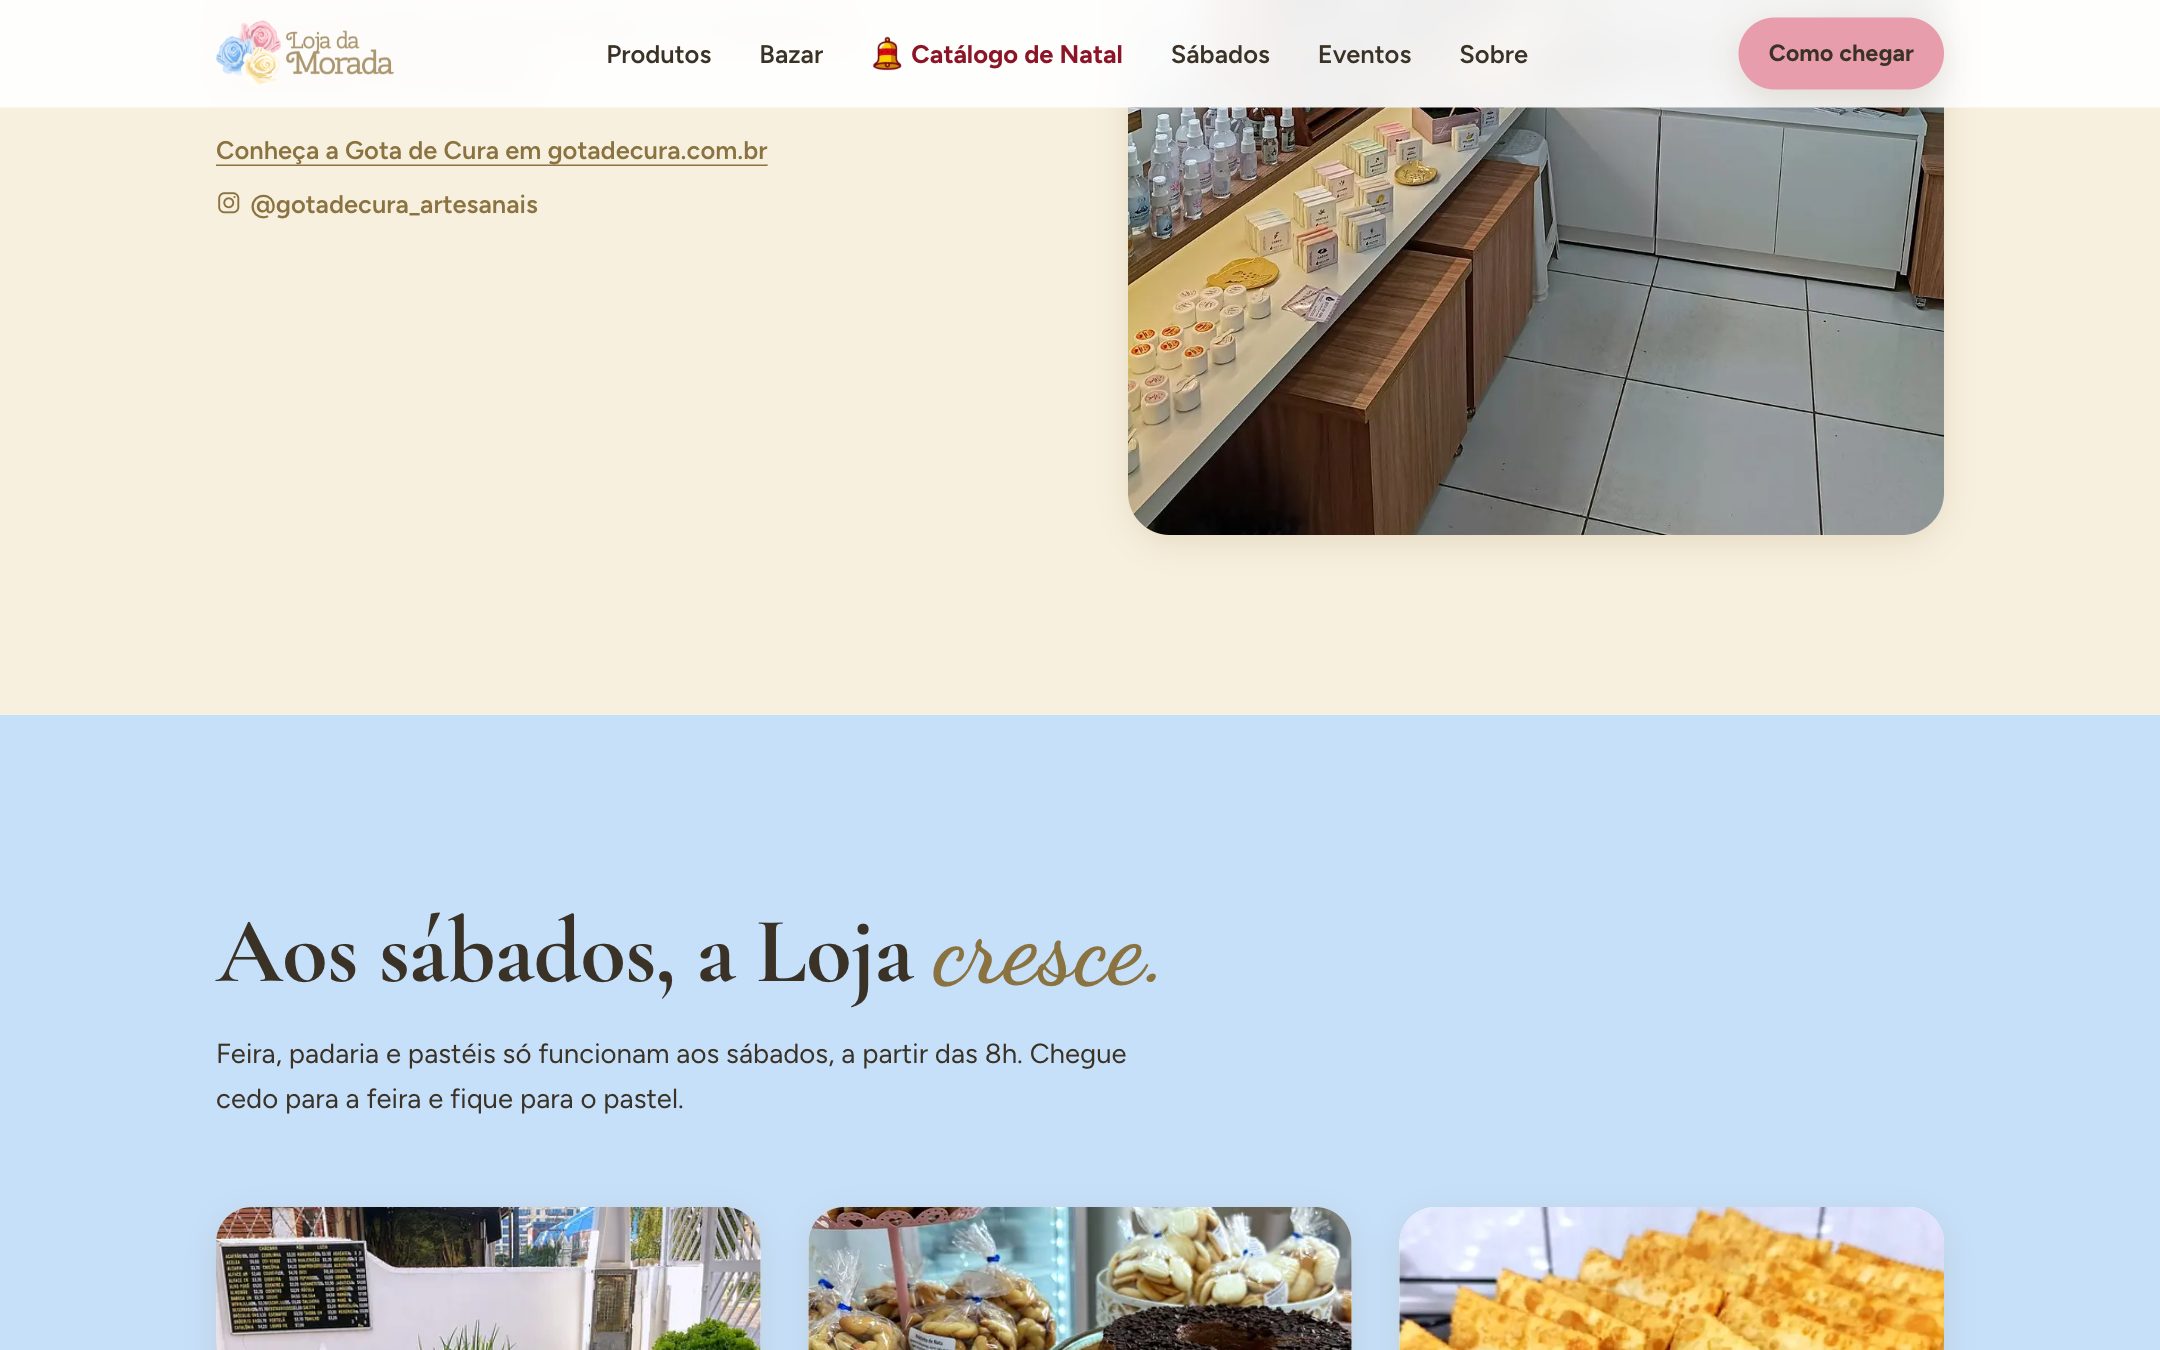 Loja da
Morada
Produtos
Bazar
Catálogo de Natal
Sábados
Eventos
Sobre
Como chegar
Conheça a Gota de Cura em gotadecura.com.br
@gotadecura_artesanais
Aos sábados, a Loja cresce.
Feira, padaria e pastéis só funcionam aos sábados, a partir das 8h. Chegue
cedo para a feira e fique para o pastel.